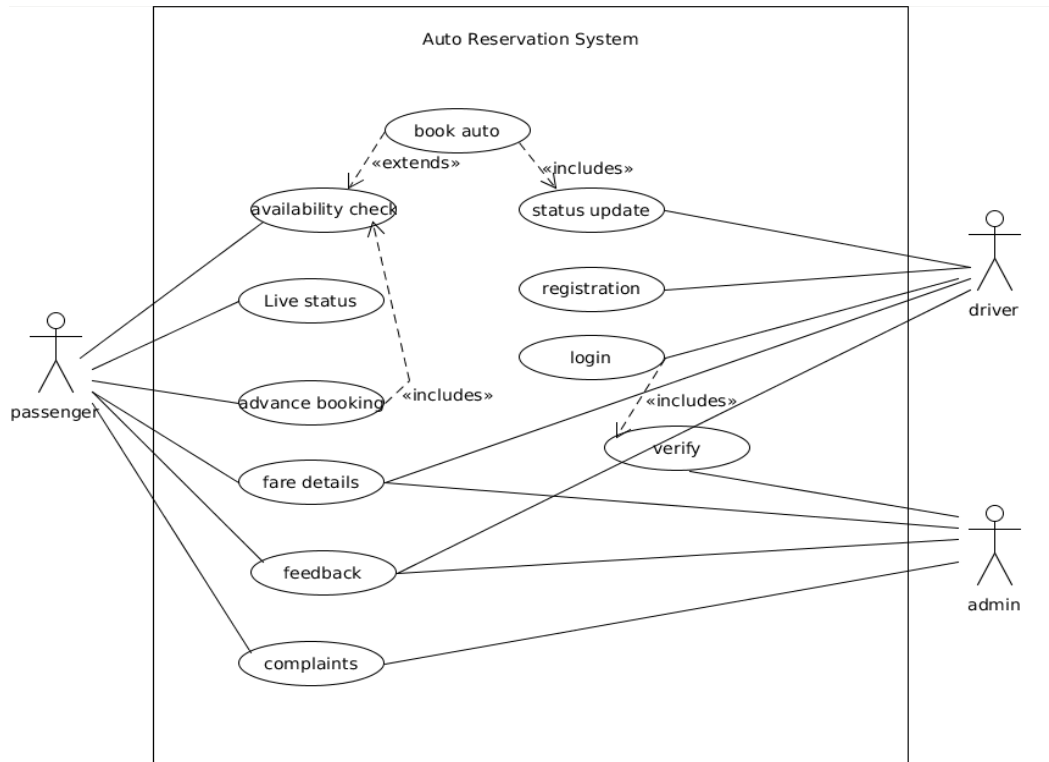 Auto Reservation System
book auto
«extends»
«includes»
availability check
status update
Live status
registration
driver
login
passenger
advance booking
«includes»
«includes»
verify
fare details
feedback
admin
complaints